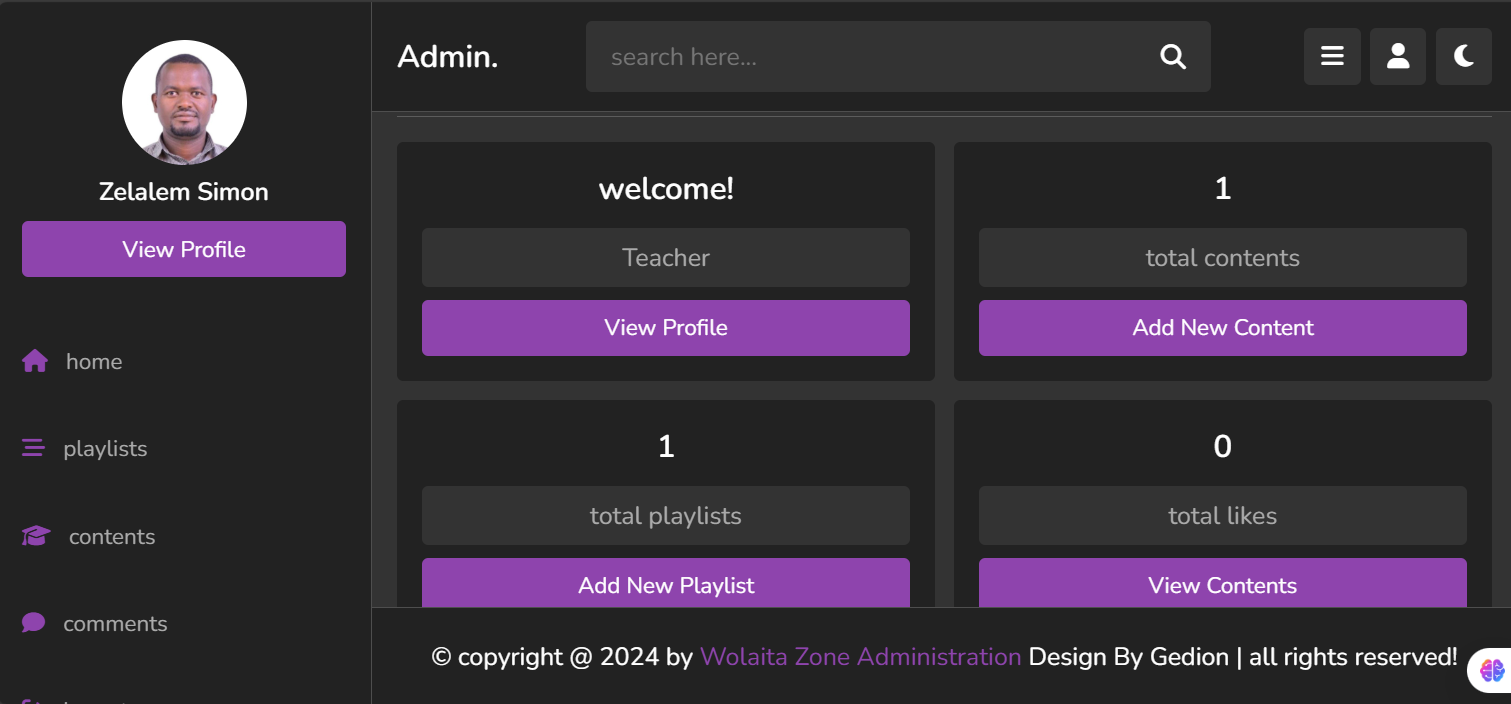 Zelalem Simon
View Profile
home
playlists
contents
comments
Admin.
search here...
welcome!
Teacher
View Profile
1
total contents
Add New Content
1
total playlists
Add New Playlist
0
total likes
View Contents
© copyright @ 2024 by Wolaita Zone Administration Design By Gedion | all rights reserved!